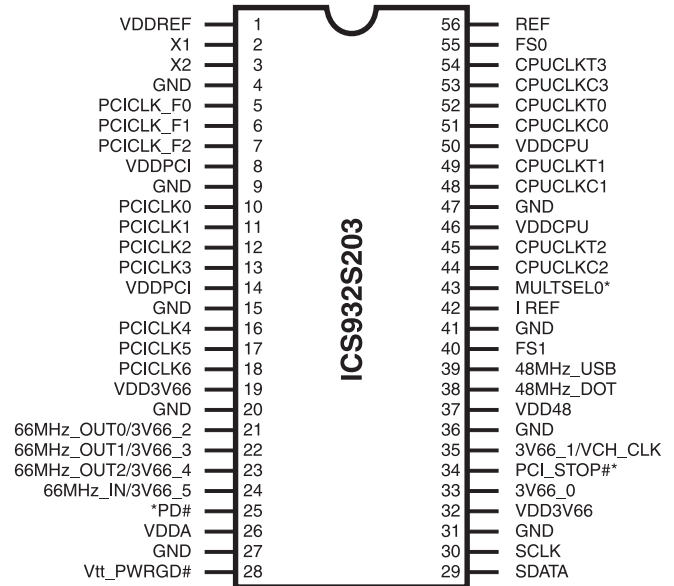 VDDREF 1 56 REF
X1 2 55 FS0
X2 3 54 CPUCLKT3
GND 4 53 CPUCLKC3
PCICLK_F0 5 52 CPUCLKT0
PCICLK_F1 6 51 CPUCLKC0
PCICLK_F2 7 50 VDDCPU
VDDPCI 8 49 CPUCLKT1
GND 9 48 CPUCLKC1
PCICLK0 10 47 GND
PCICLK1 11 46 VDDCPU
PCICLK2 12 45 CPUCLKT2
PCICLK3 13 44 CPUCLKC2
VDDPCI 14 43 MULTSEL0*
GND 15 42 I REF
PCICLK4 16 41 GND
PCICLK5 17 40 FS1
PCICLK6 18 39 48MHz_USB
VDD3V66 19 38 48MHz_DOT
GND 20 37 VDD48
66MHz_OUT0/3V66_2 21 36 GND
66MHz_OUT1/3V66_3 22 35 3V66_1/VCH_CLK
66MHz_OUT2/3V66_4 23 34 PCI_STOP#*
66MHz_IN/3V66_5 24 33 3V66_0
*PD# 25 32 VDD3V66
VDDA 26 31 GND
GND 27 30 SCLK
Vtt_PWRGD# 28 29 SDATA
ICS932S203